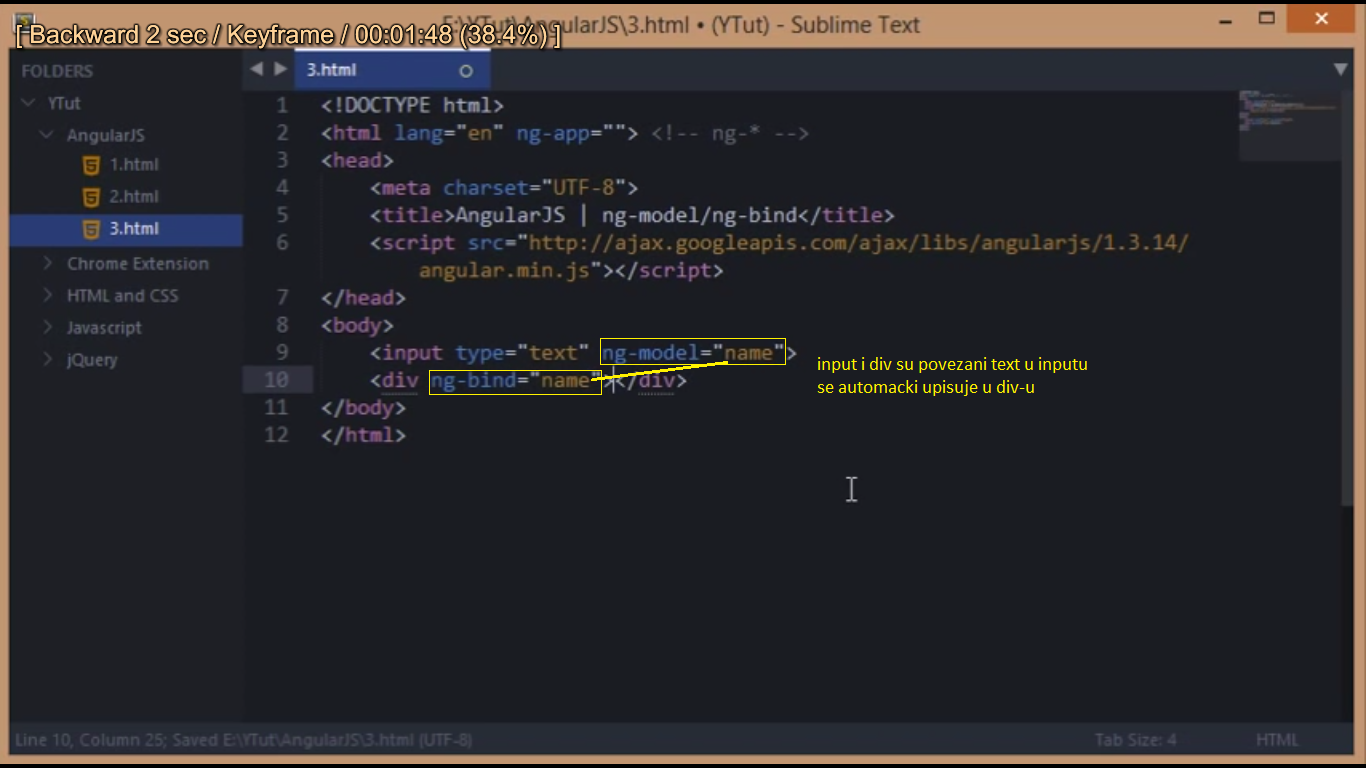 E:\YTut\AngularJS\3.html • (YTut) - Sublime Text
[ Backward 2 sec / Keyframe / 00:01:48 (38.4%) ]
FOLDERS
YTut
AngularJS
1.html
2.html
3.html
Chrome Extension
HTML and CSS
Javascript
jQuery
3.html
1 <!DOCTYPE html>
2 <html lang="en" ng-app=""> <!-- ng-* -->
3 <head>
4 <meta charset="UTF-8">
5 <title>AngularJS | ng-model/ng-bind</title>
6 <script src="http://ajax.googleapis.com/ajax/libs/angularjs/1.3.14/
angular.min.js"></script>
7 </head>
8 <body>
9 <input type="text" ng-model="name">
10 <div ng-bind="name"></div>
11 </body>
12 </html>
input i div su povezani text u inputu
se automacki upisuje u div-u
Line 10, Column 25; Saved E:\YTut\AngularJS\3.html (UTF-8)
Tab Size: 4
HTML